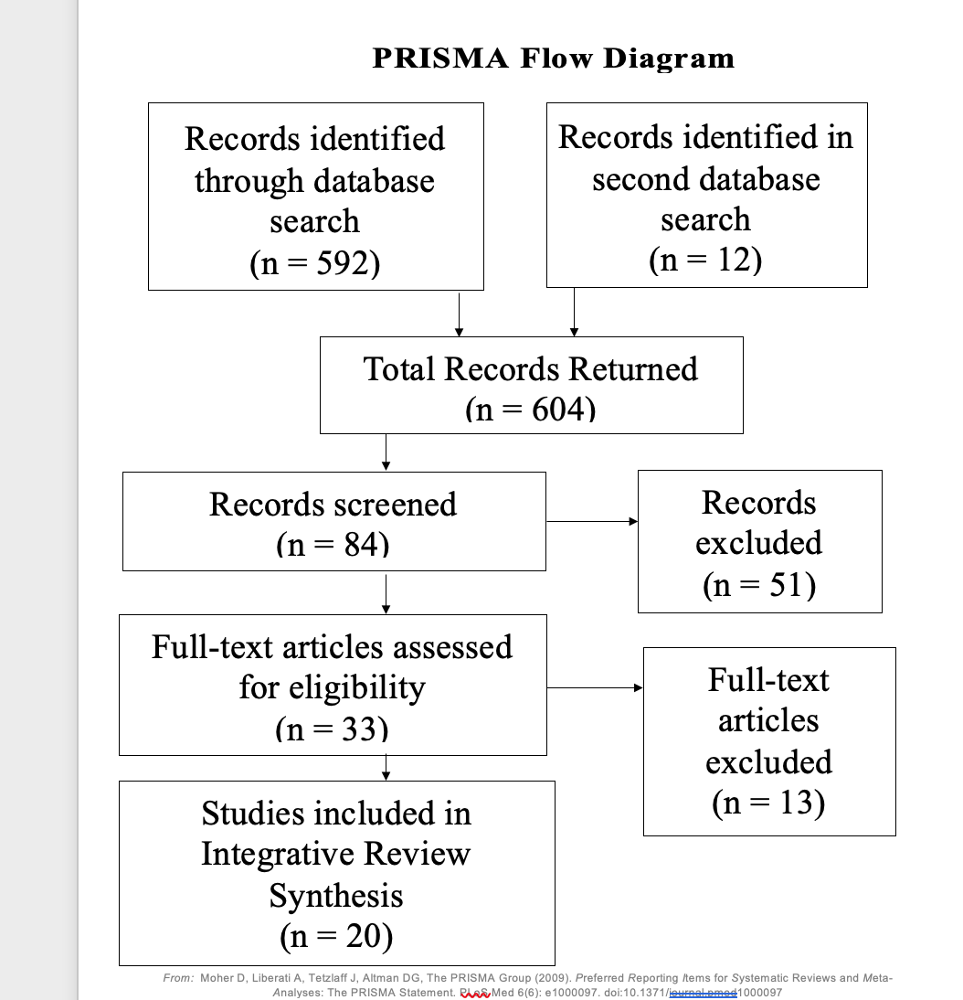 PRISMA Flow Diagram
Records identified
through database
search
(n = 592)
Records identified in
second database
search
(n = 12)
Total Records Returned
(n = 604)
Records screened
(n = 84)
Records
excluded
(n = 51)
Full-text articles assessed
for eligibility
(n = 33)
Full-text
articles
excluded
(n = 13)
Studies included in
Integrative Review
Synthesis
(n = 20)
From: Moher D, Liberati A, Tetzlaff J, Altman DG, The PRISMA Group (2009). Preferred Reporting Items for Systematic Reviews and Meta-
Analyses: The PRISMA Statement. PLoS Med 6(6): e1000097. doi:10.1371/journal.pmed1000097